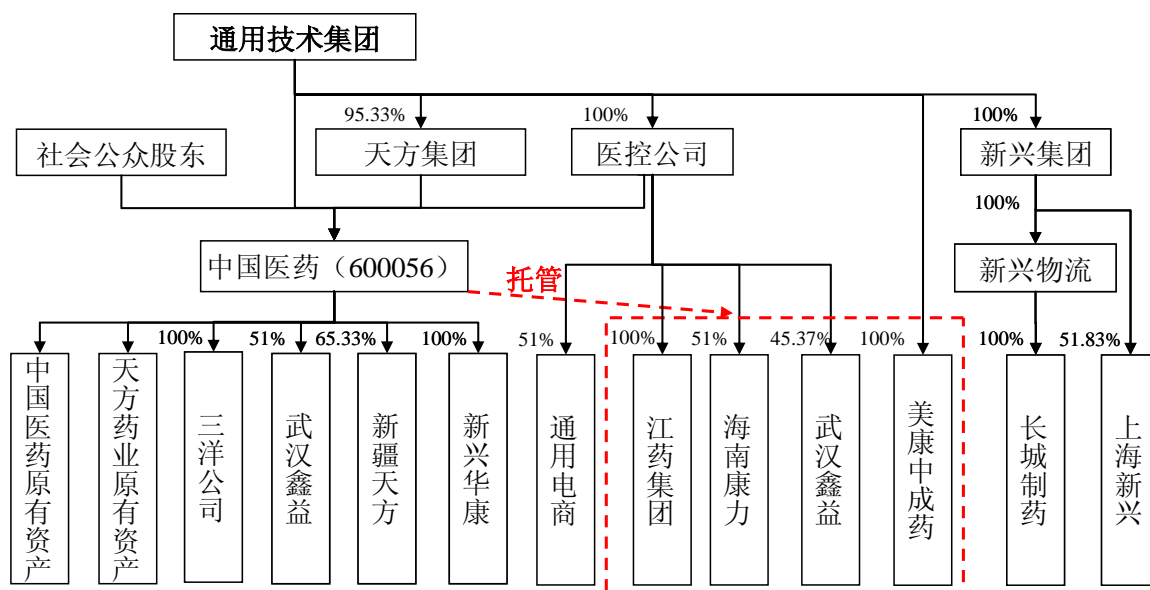 通用技术集团
95.33%
100%
100%
社会公众股东
天方集团
医控公司
新兴集团
100%
中国医药（600056）
托管
新兴物流
100%
51%
65.33%
100%
51%
100%
51%
45.37%
100%
100%
51.83%
中国医药原有资产
天方药业原有资产
三洋公司
武汉鑫益
新疆天方
新兴华康
通用电商
江药集团
海南康力
武汉鑫益
美康中成药
长城制药
上海新兴